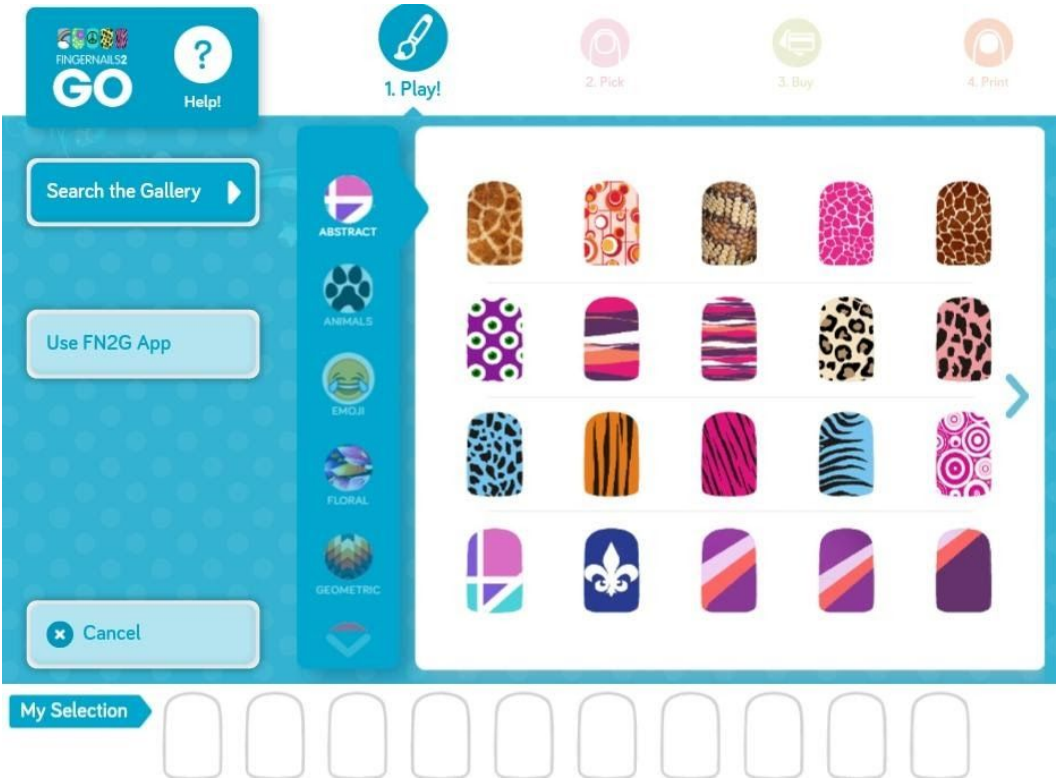 FINGERNAILS2
GO
?
Help!
1. Play!
2. Pick
3. Buy
4. Print
Search the Gallery
Use FN2G App
Cancel
ABSTRACT
ANIMALS
EMOJI
FLORAL
GEOMETRIC
My Selection